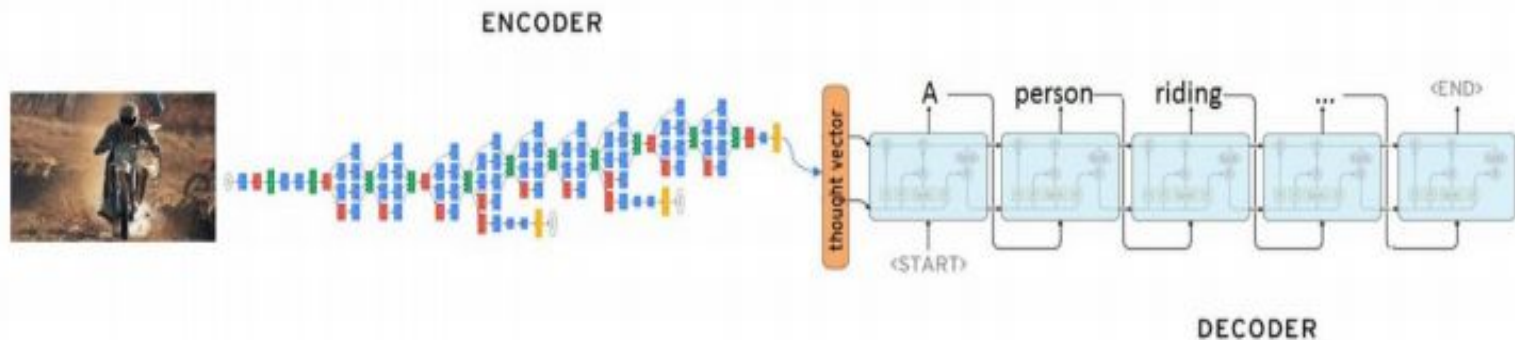 ENCODER
A person riding ... <END>
thought vector
<START>
DECODER